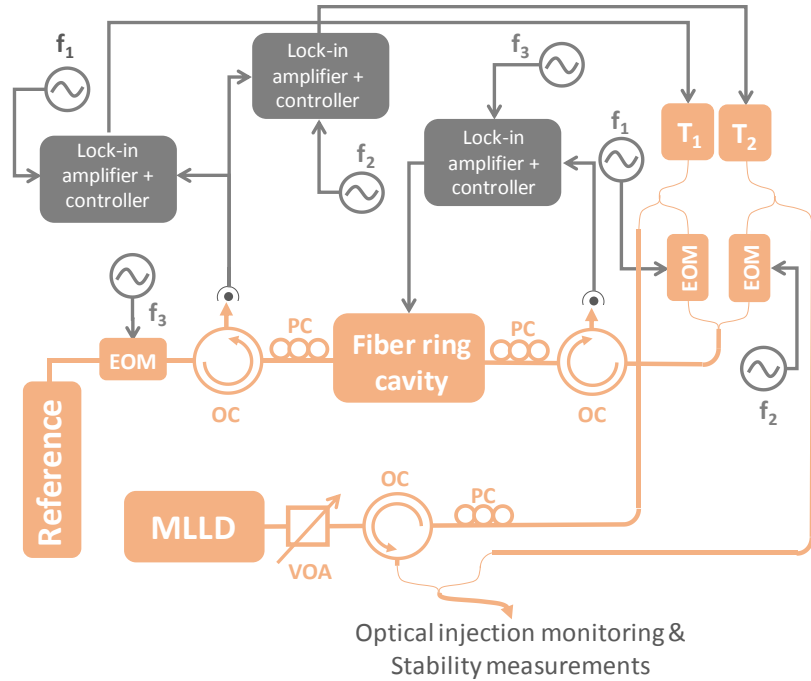 f1
Lock-in
amplifier +
controller
Lock-in
amplifier +
controller
f2
f3
Lock-in
amplifier +
controller
f1
T1
T2
EOM
EOM
f2
f3
EOM
Reference
OC
PC
Fiber ring
cavity
PC
OC
MLLD
VOA
OC
PC
Optical injection monitoring &
Stability measurements